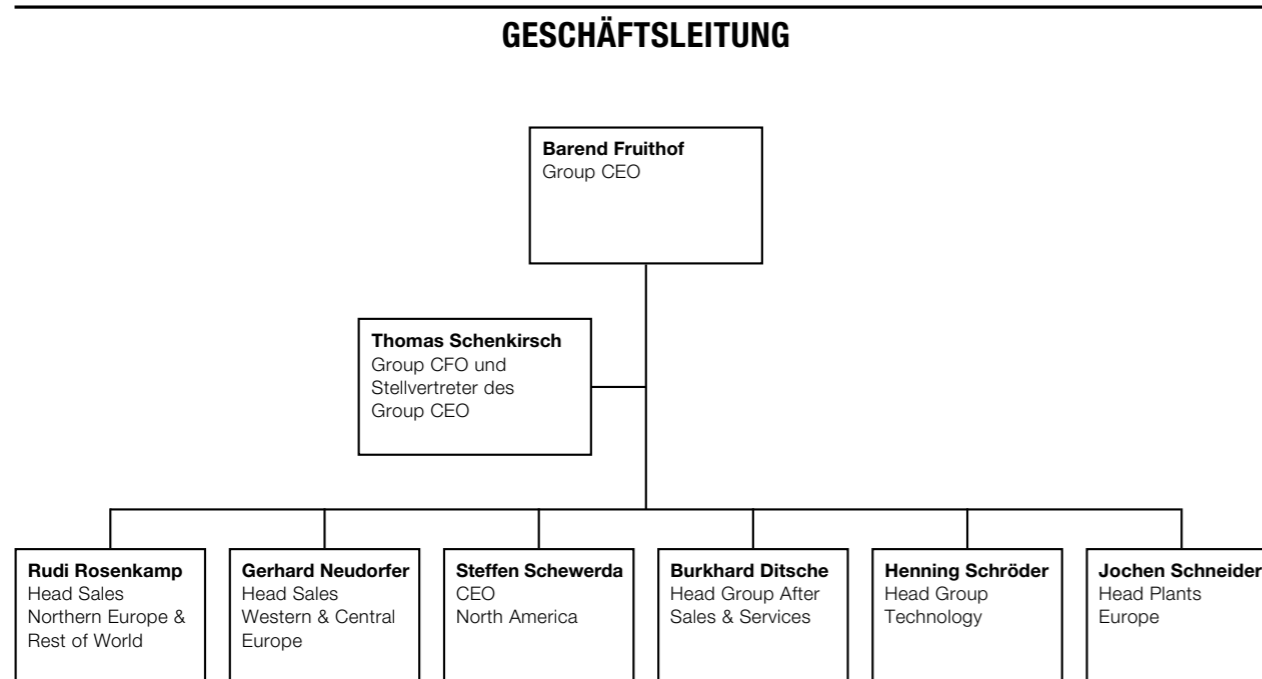 GESCHÄFTSLEITUNG
Barend Fruithof
Group CEO
Thomas Schenkirsch
Group CFO und
Stellvertreter des
Group CEO
Rudi Rosenkamp
Head Sales
Northern Europe &
Rest of World
Gerhard Neudorfer
Head Sales
Western & Central
Europe
Steffen Schewerda
CEO
North America
Burkhard Ditsche
Head Group After
Sales & Services
Henning Schröder
Head Group
Technology
Jochen Schneider
Head Plants
Europe